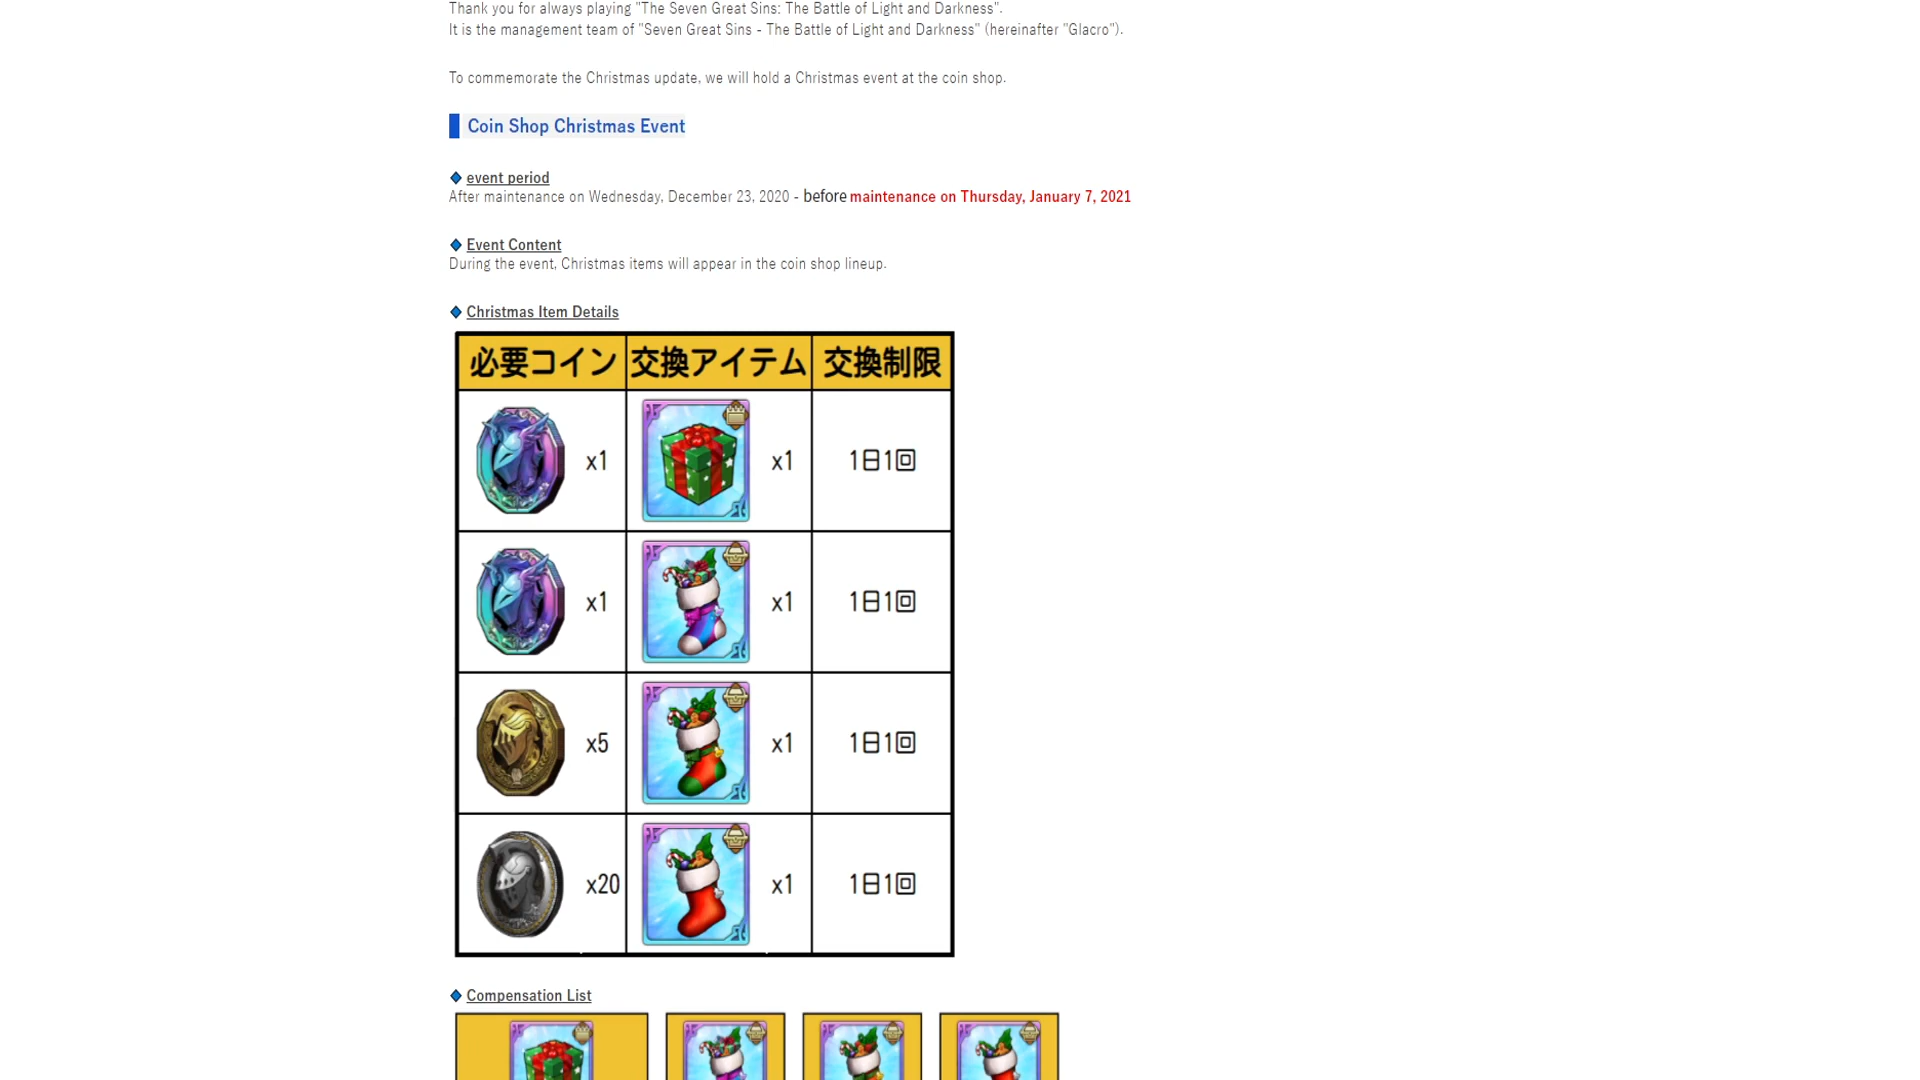 Thank you for always playing "The Seven Great Sins: The Battle of Light and Darkness".
It is the management team of "Seven Great Sins - The Battle of Light and Darkness" (hereinafter "Glacro").
To commemorate the Christmas update, we will hold a Christmas event at the coin shop.
Coin Shop Christmas Event
event period
After maintenance on Wednesday, December 23, 2020 - before maintenance on Thursday, January 7, 2021
Event Content
During the event, Christmas items will appear in the coin shop lineup.
Christmas Item Details
必要コイン 交換アイテム 交換制限
x1 x1 1日1回
x1 x1 1日1回
x5 x1 1日1回
x20 x1 1日1回
Compensation List